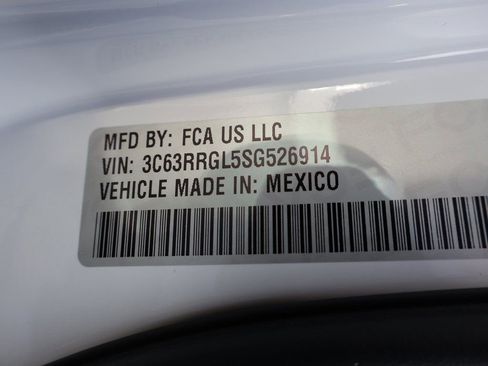 MFD BY: FCA US LLC
VIN: 3C63RRGL5SG526914
VEHICLE MADE IN: MEXICO